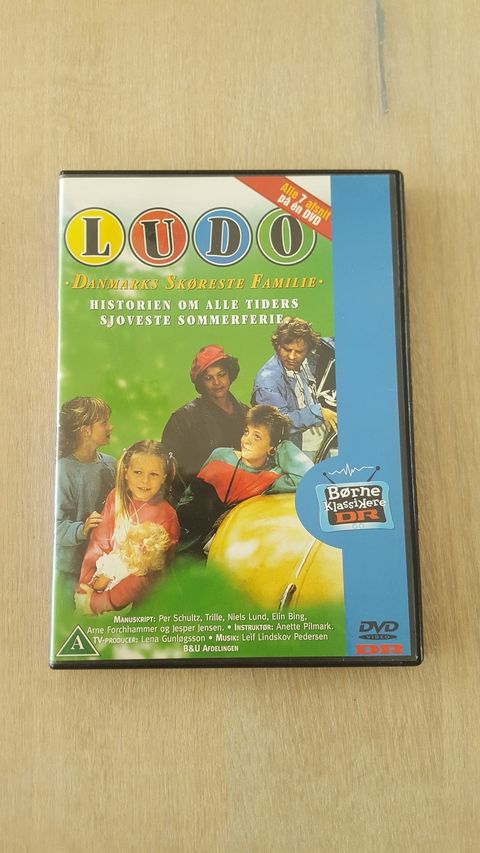 Alle 7 afsnit
på én DVD
LUDO
· DANMARKS SKØRESTE FAMILIE ·
HISTORIEN OM ALLE TIDERS
SJOVESTE SOMMERFERIE
Børne
Klassikere
DR
MANUSKRIPT: Per Schultz, Trille, Niels Lund, Elin Bing,
Arne Forchhammer og Jesper Jensen. • INSTRUKTØR: Anette Pilmark.
TV-PRODUCER: Lena Gunløgsson • MUSIK: Leif Lindskov Pedersen
B&U AFDELINGEN
A
DVD
VIDEO
DR